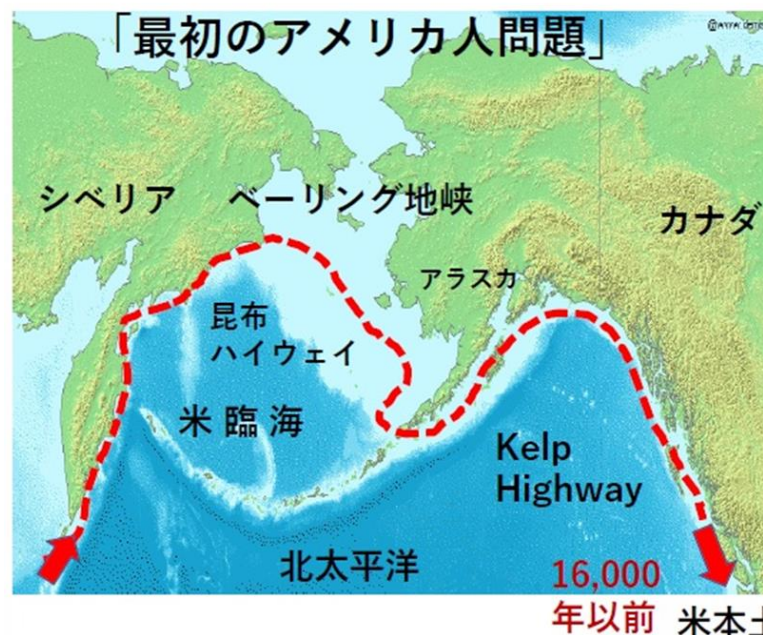 「最初のアメリカ人問題」
シベリア
ベーリング地峡
カナダ
アラスカ
昆布
ハイウェイ
米臨海
Kelp
Highway
北太平洋
16,000
年以前
米本土